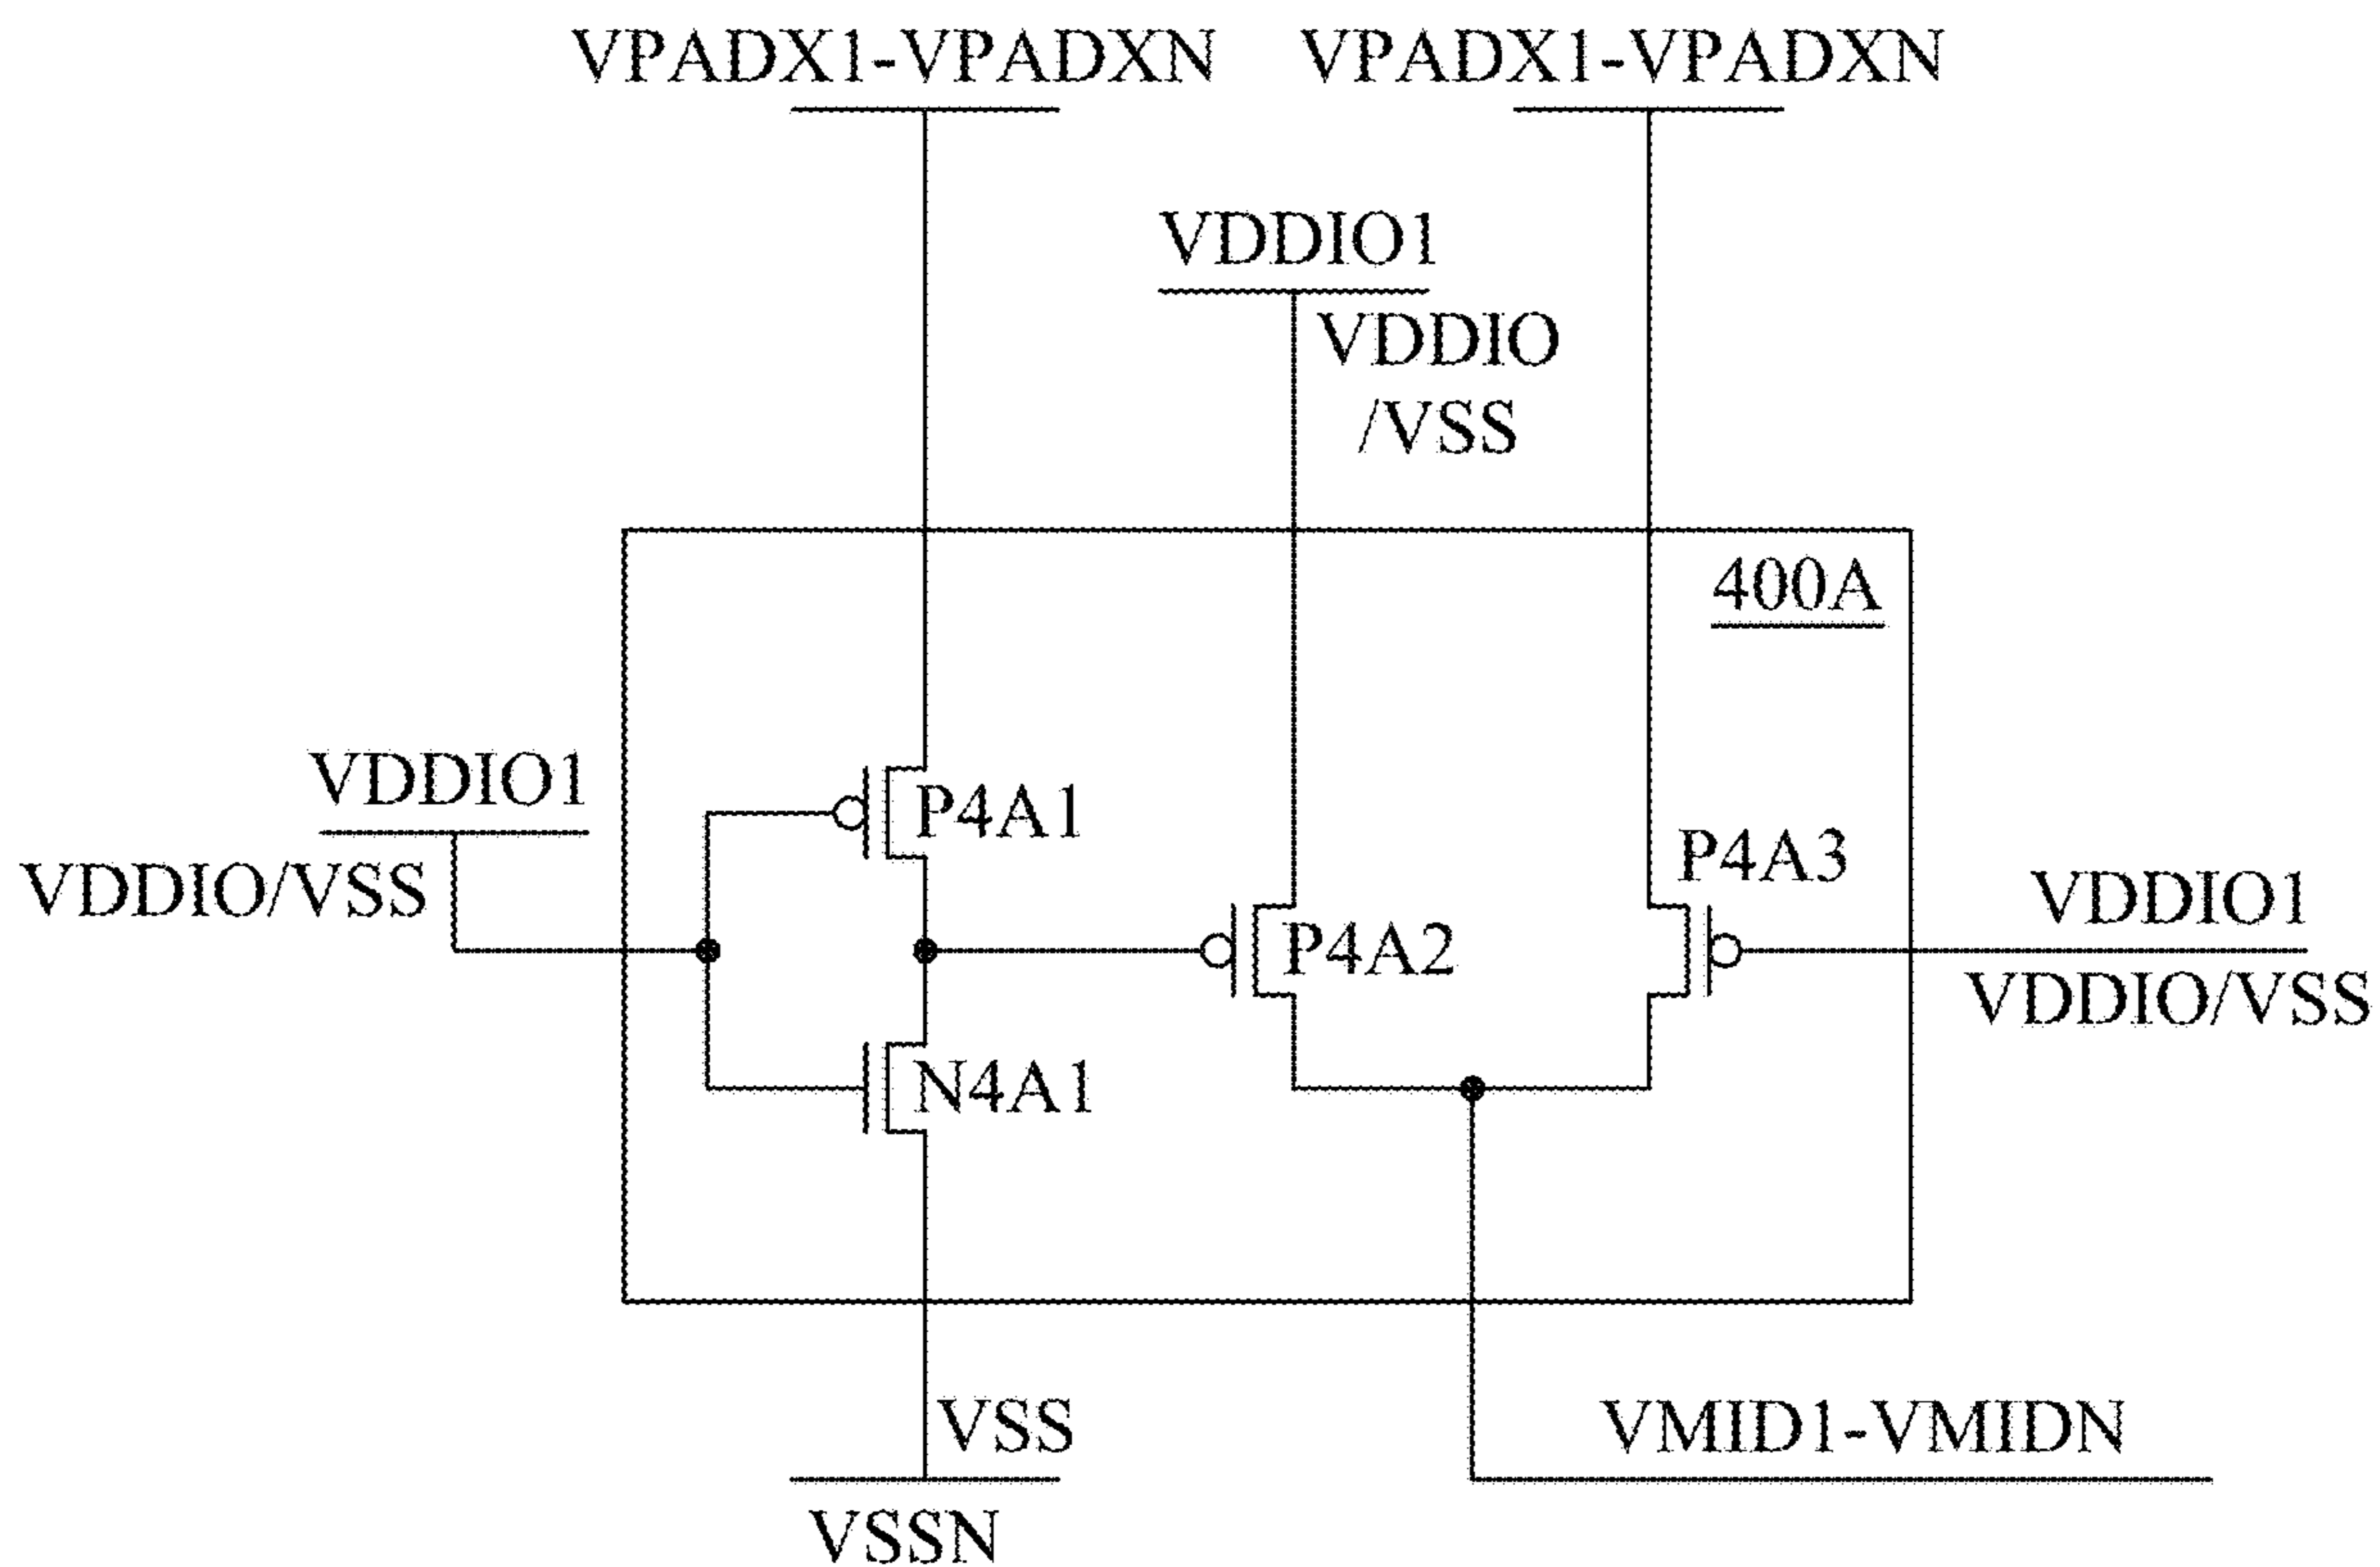 VPADX1-VPADXN
VPADX1-VPADXN
VDDIO1
VDDIO
/VSS
400A
VDDIO1
VDDIO/VSS
P4A1
P4A3
P4A2
VDDIO1
VDDIO/VSS
N4A1
VSS
VSSN
VMID1-VMIDN